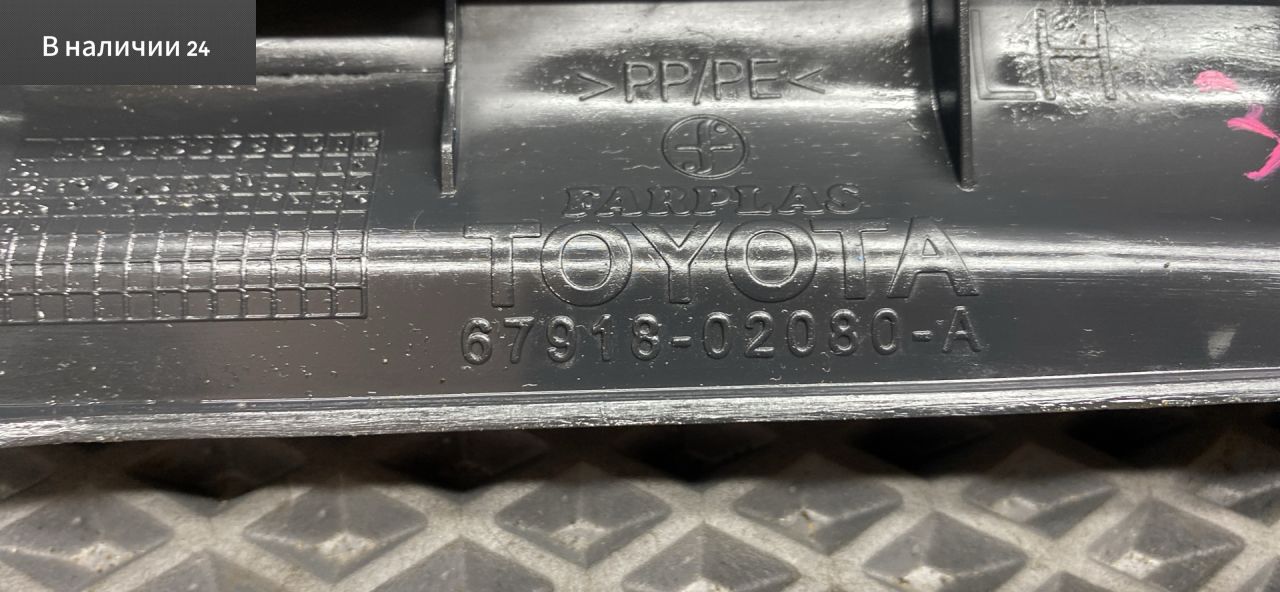 В наличии 24
>PP/PE<
LH
FARPLAS
TOYOTA
67918-02080-A